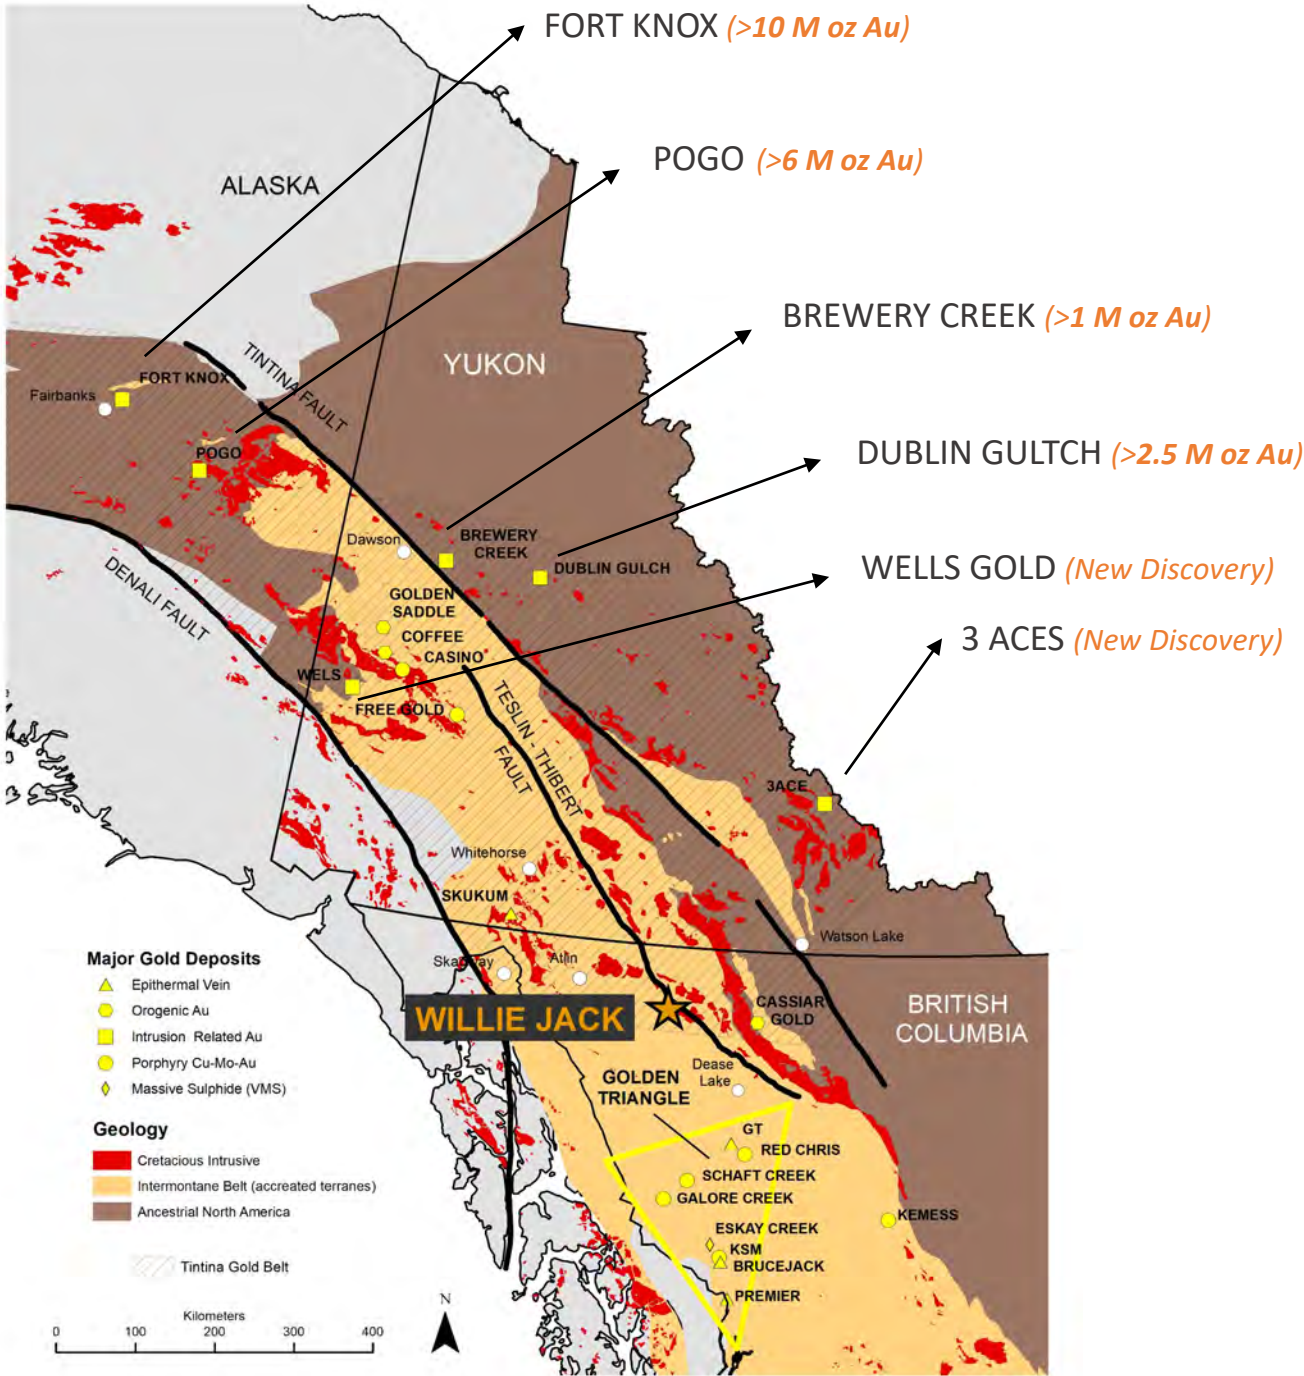 FORT KNOX (>10 M oz Au)
POGO (>6 M oz Au)
ALASKA
BREWERY CREEK (>1 M oz Au)
YUKON
TINTINA FAULT
FORT KNOX
Fairbanks
POGO
DUBLIN GULTCH (>2.5 M oz Au)
Dawson
BREWERY
CREEK
DUBLIN GULCH
WELLS GOLD (New Discovery)
DENALI FAULT
GOLDEN
SADDLE
COFFEE
CASINO
3 ACES (New Discovery)
WELS
FREE GOLD
TESLIN - THIBERT
FAULT
3ACE
Whitehorse
SKUKUM
Watson Lake
Skagway
Atlin
WILLIE JACK
CASSIAR
GOLD
BRITISH
COLUMBIA
Dease
Lake
GOLDEN
TRIANGLE
GT
RED CHRIS
SCHAFT CREEK
GALORE CREEK
KEMESS
ESKAY CREEK
KSM
BRUCEJACK
PREMIER
Major Gold Deposits
Epithermal Vein
Orogenic Au
Intrusion Related Au
Porphyry Cu-Mo-Au
Massive Sulphide (VMS)
Geology
Cretacious Intrusive
Intermontane Belt (accreated terranes)
Ancestrial North America
Tintina Gold Belt
Kilometers
0 100 200 300 400
N